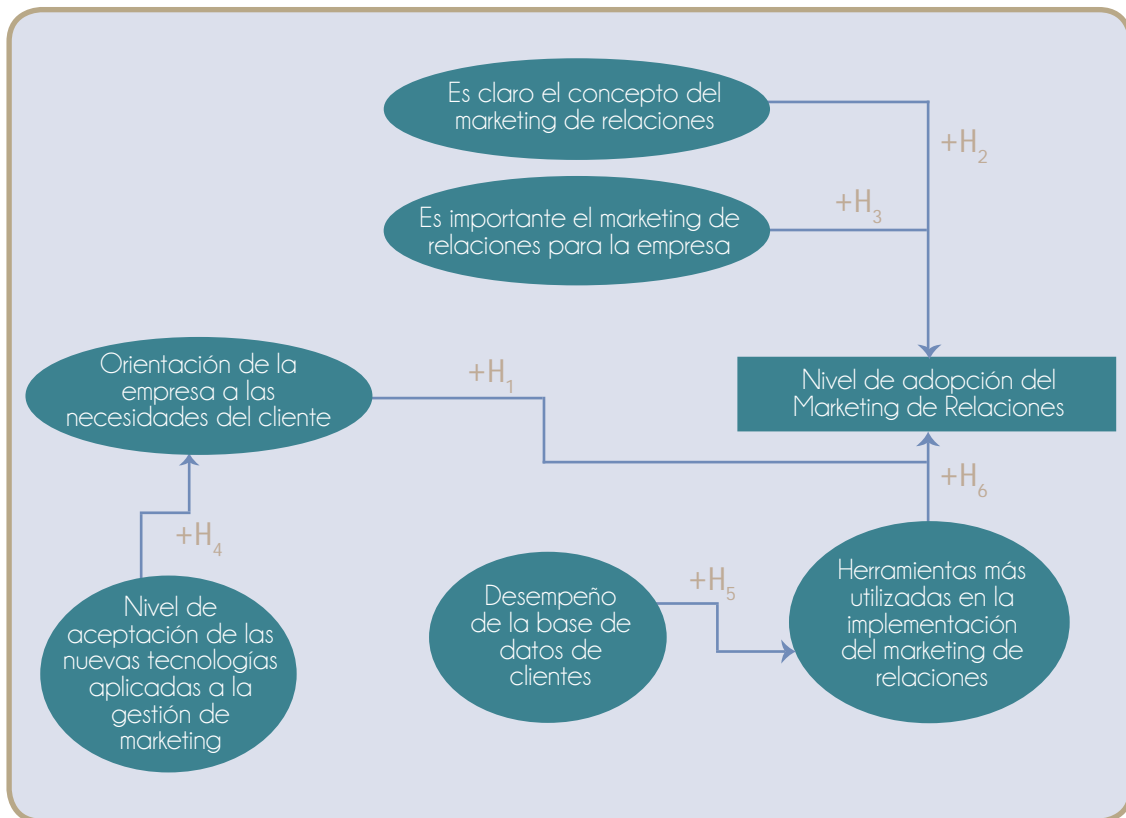 Es claro el concepto del
marketing de relaciones
+H2
Es importante el marketing de
relaciones para la empresa
+H3
Orientación de la
empresa a las
necesidades del cliente
+H1
Nivel de adopción del
Marketing de Relaciones
+H6
+H4
Nivel de
aceptación de las
nuevas tecnologías
aplicadas a la
gestión de
marketing
Desempeño
de la base de
datos de
clientes
+H5
Herramientas más
utilizadas en la
implementación
del marketing de
relaciones